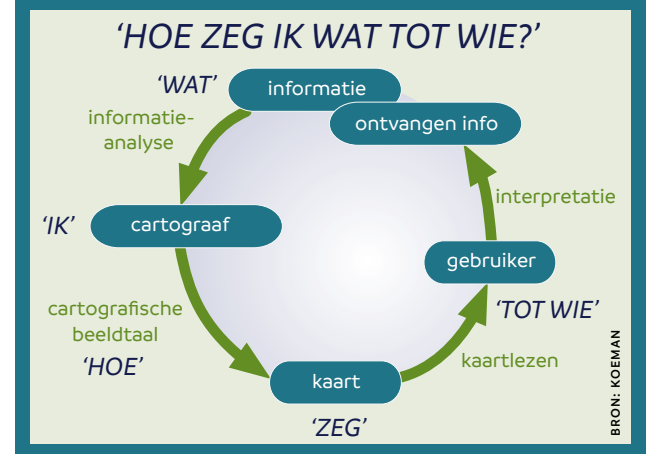 ‘HOE ZEG IK WAT TOT WIE?’
‘WAT’
informatie
ontvangen info
informatie-
analyse
‘IK’
cartograaf
cartografische
beeldtaal
‘HOE’
kaart
‘ZEG’
kaartlezen
‘TOT WIE’
gebruiker
interpretatie
BRON: KOEMAN